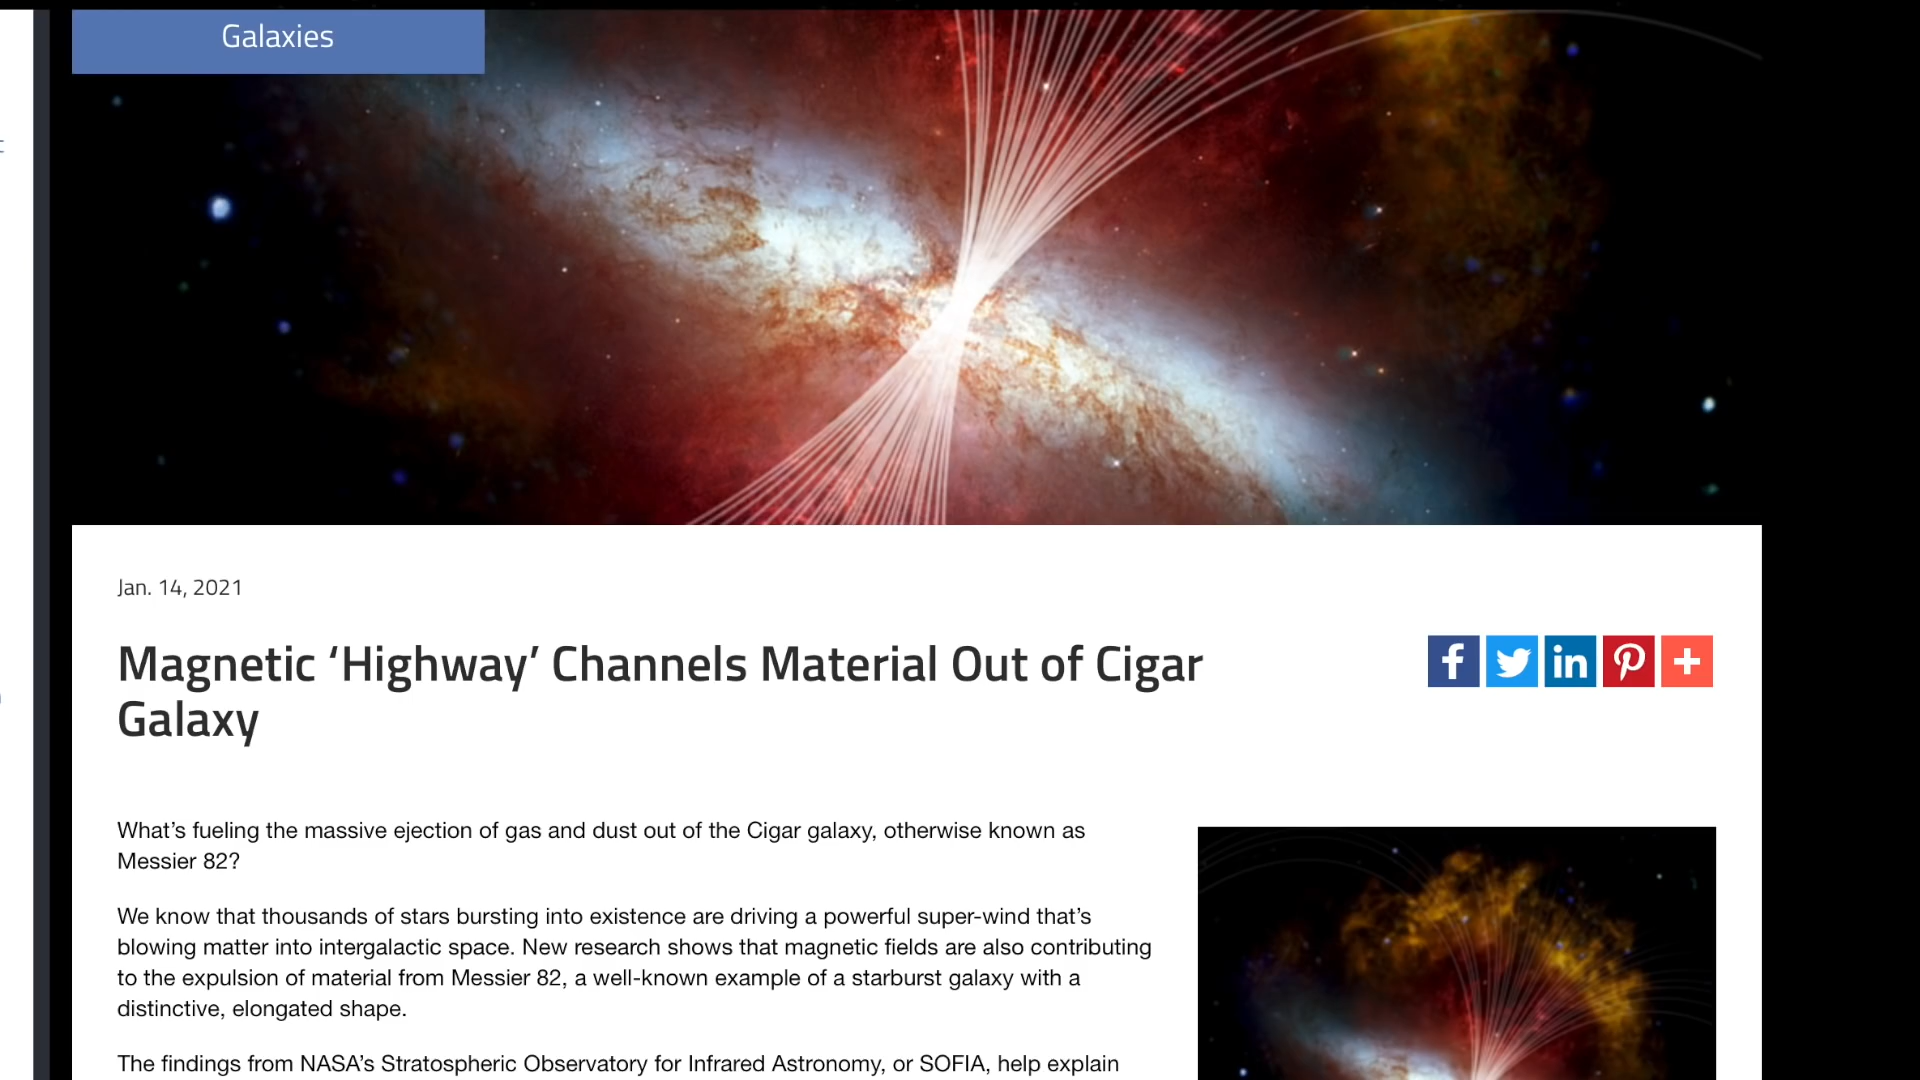 Galaxies
Jan. 14, 2021
Magnetic ‘Highway’ Channels Material Out of Cigar
Galaxy
What’s fueling the massive ejection of gas and dust out of the Cigar galaxy, otherwise known as
Messier 82?
We know that thousands of stars bursting into existence are driving a powerful super-wind that’s
blowing matter into intergalactic space. New research shows that magnetic fields are also contributing
to the expulsion of material from Messier 82, a well-known example of a starburst galaxy with a
distinctive, elongated shape.
The findings from NASA’s Stratospheric Observatory for Infrared Astronomy, or SOFIA, help explain